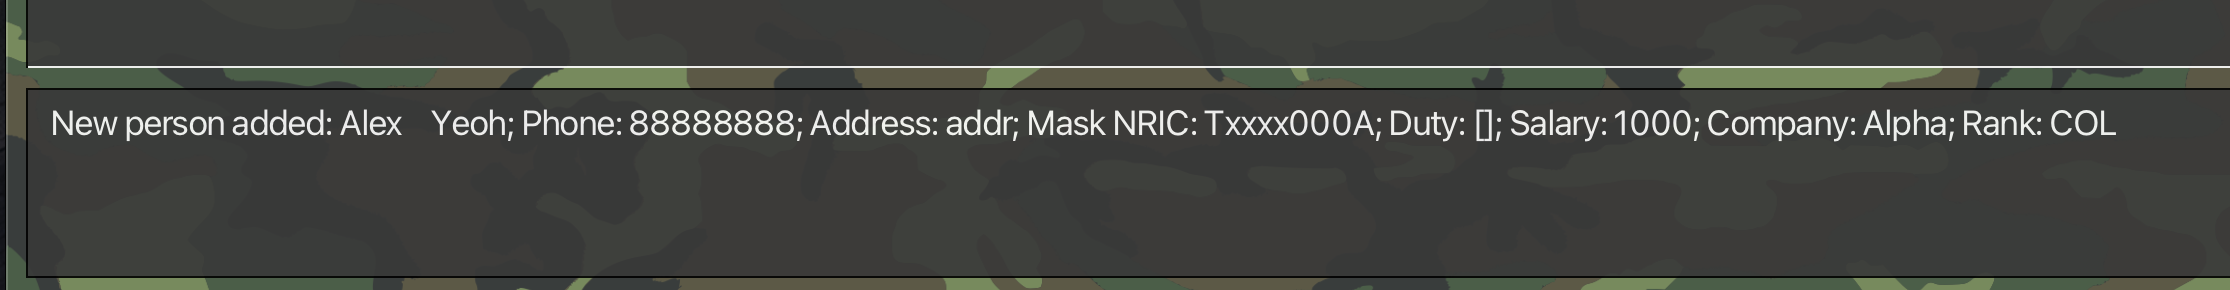 New person added: Alex    Yeoh; Phone: 88888888; Address: addr; Mask NRIC: Txxxx000A; Duty: []; Salary: 1000; Company: Alpha; Rank: COL